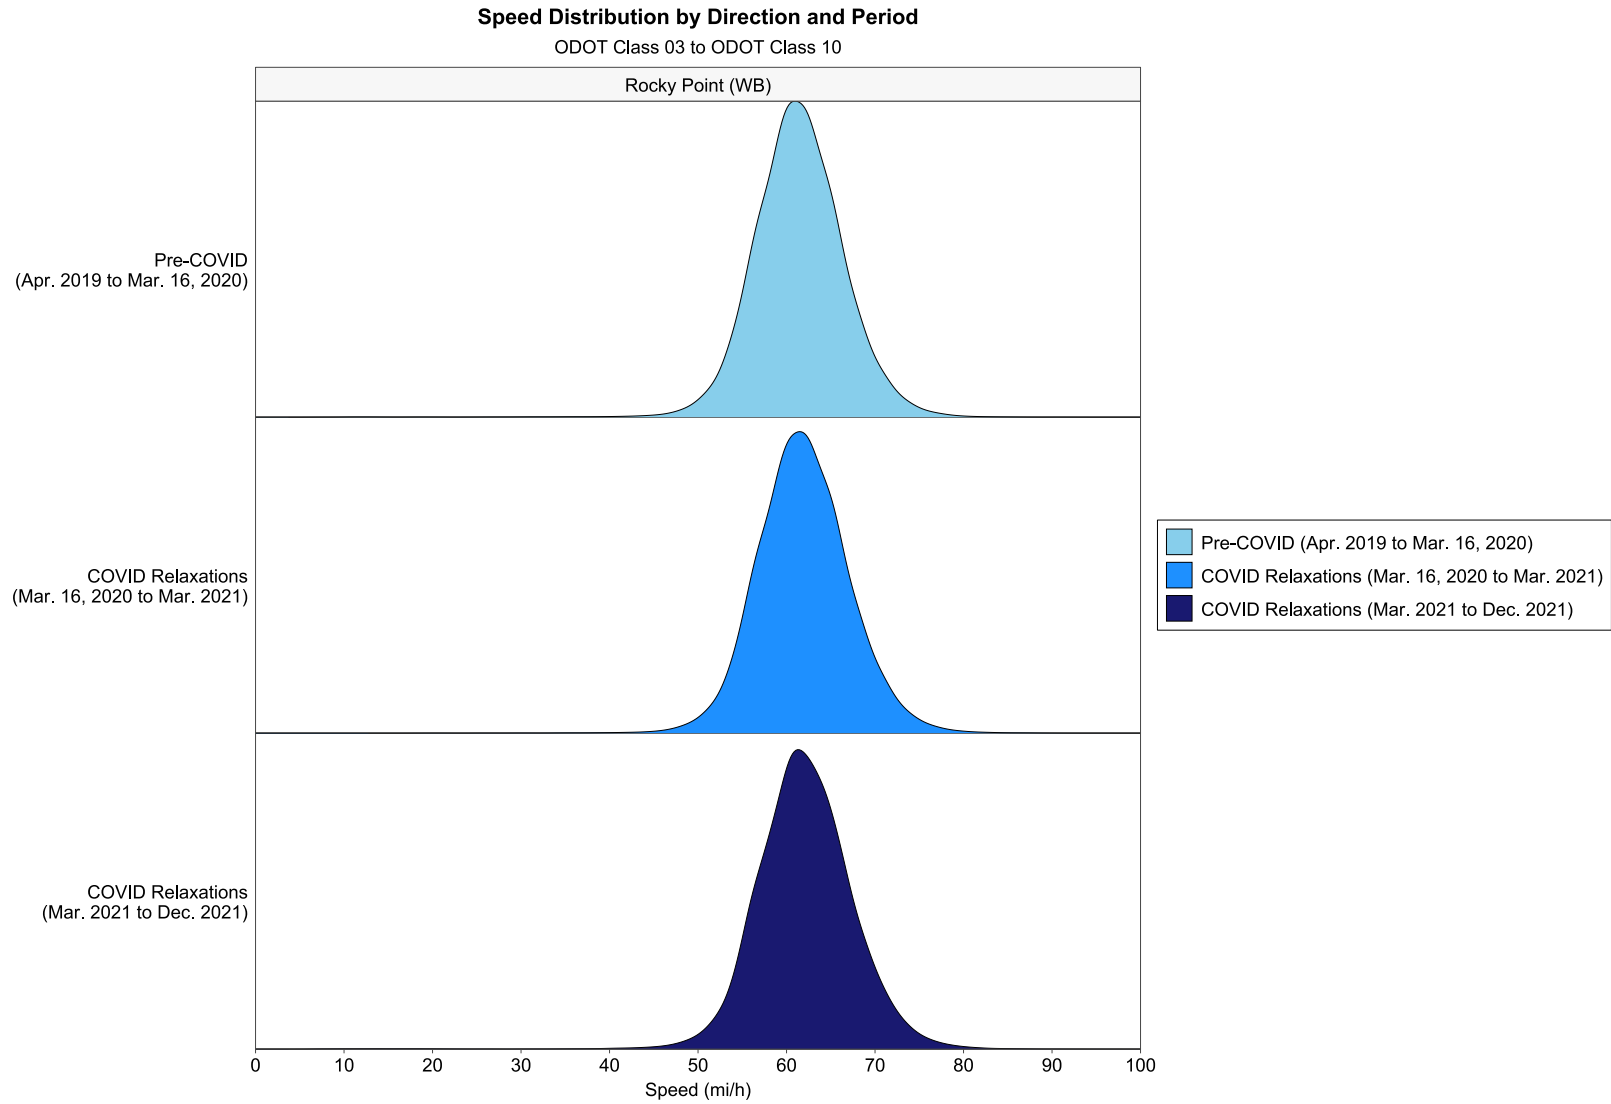 Speed Distribution by Direction and Period
ODOT Class 03 to ODOT Class 10
Rocky Point (WB)
Pre-COVID
(Apr. 2019 to Mar. 16, 2020)
COVID Relaxations
(Mar. 16, 2020 to Mar. 2021)
COVID Relaxations
(Mar. 2021 to Dec. 2021)
Pre-COVID (Apr. 2019 to Mar. 16, 2020)
COVID Relaxations (Mar. 16, 2020 to Mar. 2021)
COVID Relaxations (Mar. 2021 to Dec. 2021)
0 10 20 30 40 50 60 70 80 90 100
Speed (mi/h)